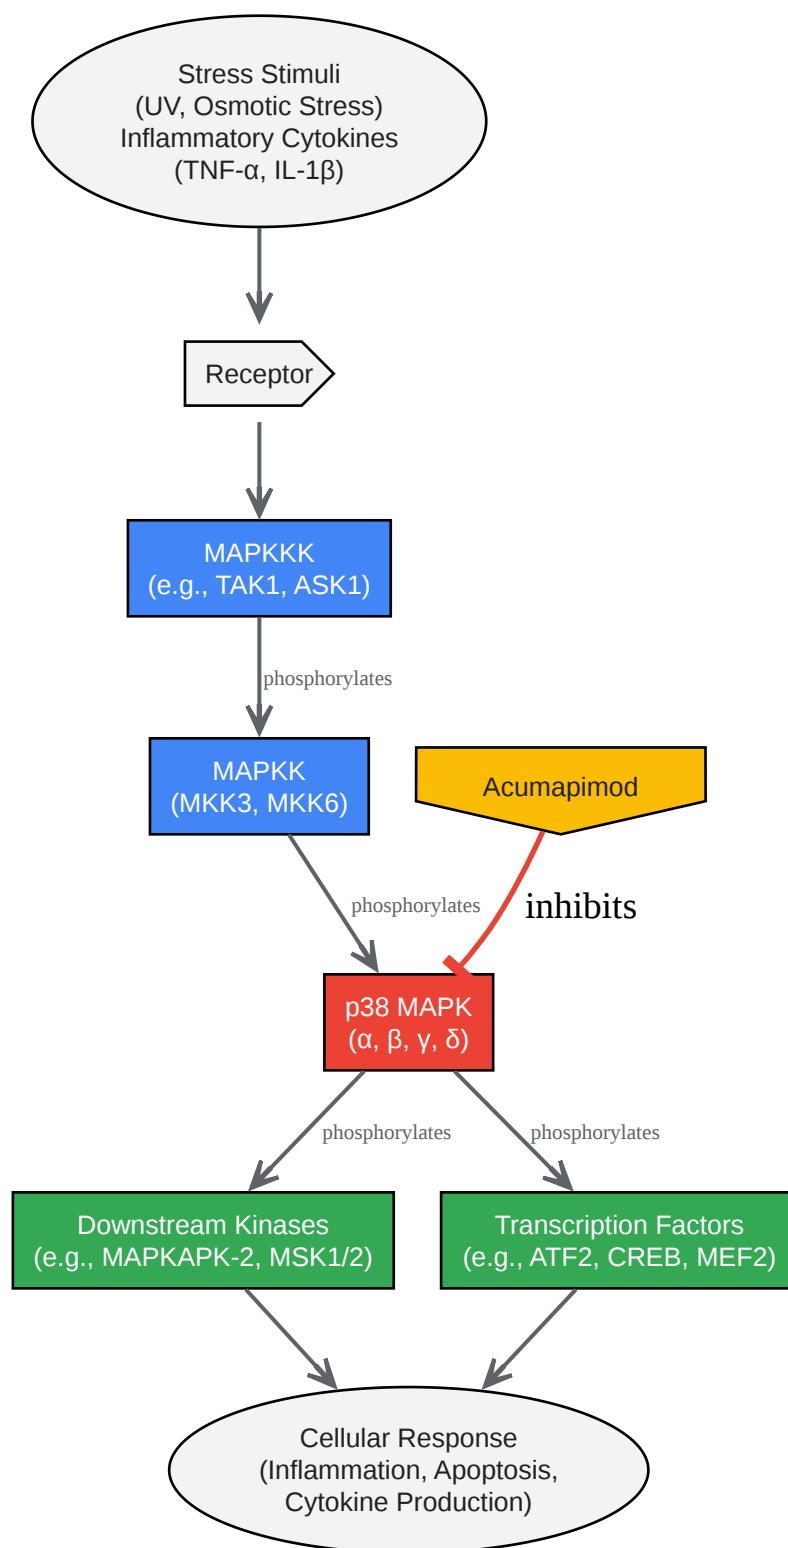 Stress Stimuli
(UV, Osmotic Stress)
Inflammatory Cytokines
(TNF-α, IL-1β)
Receptor
MAPKKK
(e.g., TAK1, ASK1)
phosphorylates
MAPKK
(MKK3, MKK6)
Acumapimod
phosphorylates
inhibits
p38 MAPK
(α, β, γ, δ)
phosphorylates
phosphorylates
Downstream Kinases
(e.g., MAPKAPK-2, MSK1/2)
Transcription Factors
(e.g., ATF2, CREB, MEF2)
Cellular Response
(Inflammation, Apoptosis,
Cytokine Production)